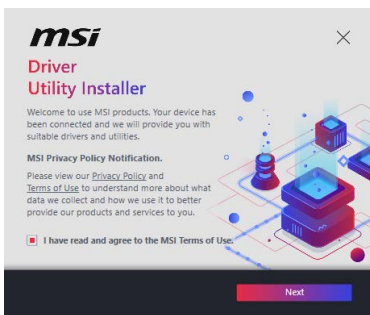 msi
Driver
Utility Installer
Welcome to use MSI products. Your device has
been connected and we will provide you with
suitable drivers and utilities.
MSI Privacy Policy Notification.
Please view our Privacy Policy and
Terms of Use to understand more about what
data we collect and how we use it to better
provide our products and services to you.
I have read and agree to the MSI Terms of Use.
Next